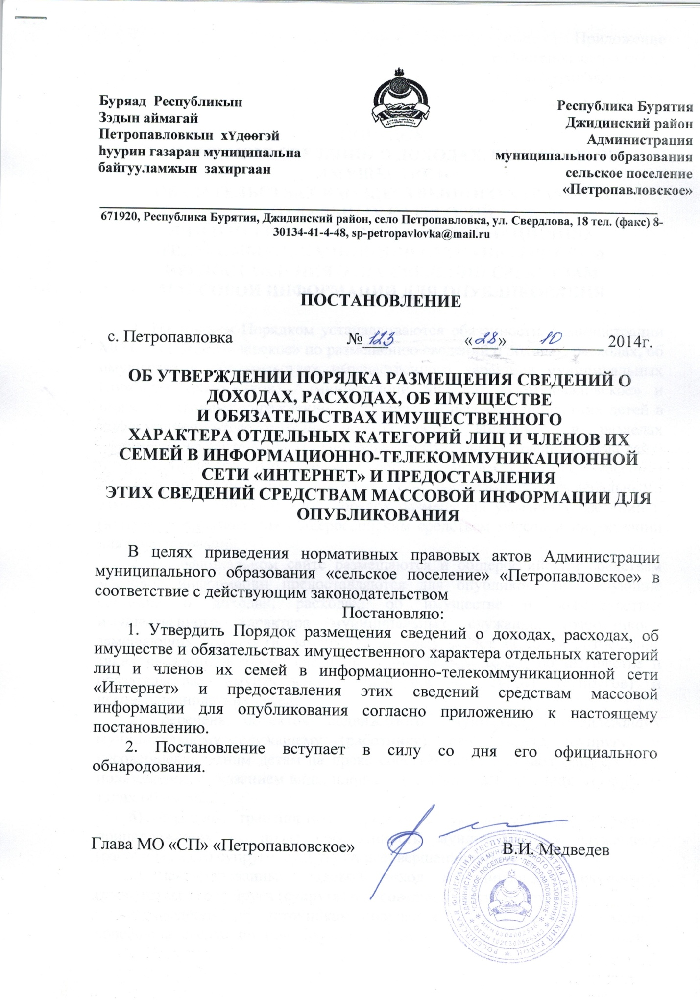 Буряад Республикын
Зэдын аймагай
Петропавловкын хүдөөгэй
һуурин газаран муниципальна
байгууламжын захиргаан
Республика Бурятия
Джидинский район
Администрация
муниципального образования
сельское поселение
«Петропавловское»
671920, Республика Бурятия, Джидинский район, село Петропавловка, ул. Свердлова, 18 тел. (факс) 8-
30134-41-4-48, sp-petropavlovka@mail.ru
ПОСТАНОВЛЕНИЕ
с. Петропавловка № 123 «28» 10 2014г.
ОБ УТВЕРЖДЕНИИ ПОРЯДКА РАЗМЕЩЕНИЯ СВЕДЕНИЙ О
ДОХОДАХ, РАСХОДАХ, ОБ ИМУЩЕСТВЕ
И ОБЯЗАТЕЛЬСТВАХ ИМУЩЕСТВЕННОГО
ХАРАКТЕРА ОТДЕЛЬНЫХ КАТЕГОРИЙ ЛИЦ И ЧЛЕНОВ ИХ
СЕМЕЙ В ИНФОРМАЦИОННО-ТЕЛЕКОММУНИКАЦИОННОЙ
СЕТИ «ИНТЕРНЕТ» И ПРЕДОСТАВЛЕНИЯ
ЭТИХ СВЕДЕНИЙ СРЕДСТВАМ МАССОВОЙ ИНФОРМАЦИИ ДЛЯ
ОПУБЛИКОВАНИЯ
В целях приведения нормативных правовых актов Администрации
муниципального образования «сельское поселение» «Петропавловское» в
соответствие с действующим законодательством
Постановляю:
1. Утвердить Порядок размещения сведений о доходах, расходах, об
имуществе и обязательствах имущественного характера отдельных категорий
лиц и членов их семей в информационно-телекоммуникационной сети
«Интернет» и предоставления этих сведений средствам массовой
информации для опубликования согласно приложению к настоящему
постановлению.
2. Постановление вступает в силу со дня его официального
обнародования.
Глава МО «СП» «Петропавловское» В.И. Медведев
РОССИЙСКАЯ ФЕДЕРАЦИЯ РЕСПУБЛИКА БУРЯТИЯ ДЖИДИНСКИЙ РАЙОН
АДМИНИСТРАЦИЯ МУНИЦИПАЛЬНОГО ОБРАЗОВАНИЯ
"СЕЛЬСКОЕ ПОСЕЛЕНИЕ" "ПЕТРОПАВЛОВСКОЕ"
ИНН 0304002546